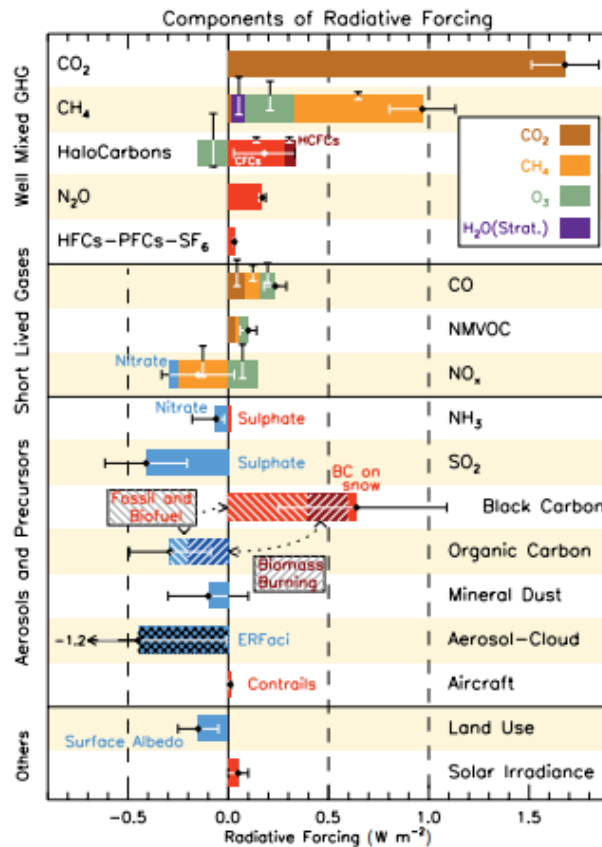 Components of Radiative Forcing
Well Mixed GHG
CO₂
CH₄
HaloCarbons
CFCs
HCFCs
N₂O
HFCs-PFCs-SF₆
CO₂
CH₄
O₃
H₂O(Strat.)
Short Lived Gases
CO
NMVOC
Nitrate
NOₓ
Aerosols and Precursors
Nitrate
Sulphate
NH₃
Sulphate
SO₂
BC on
snow
Fossil and
Biofuel
Black Carbon
Organic Carbon
Biomass
Burning
Mineral Dust
-1.2
ERFaci
Aerosol-Cloud
Contrails
Aircraft
Others
Surface Albedo
Land Use
Solar Irradiance
-0.5 0.0 0.5 1.0 1.5
Radiative Forcing (W m⁻²)